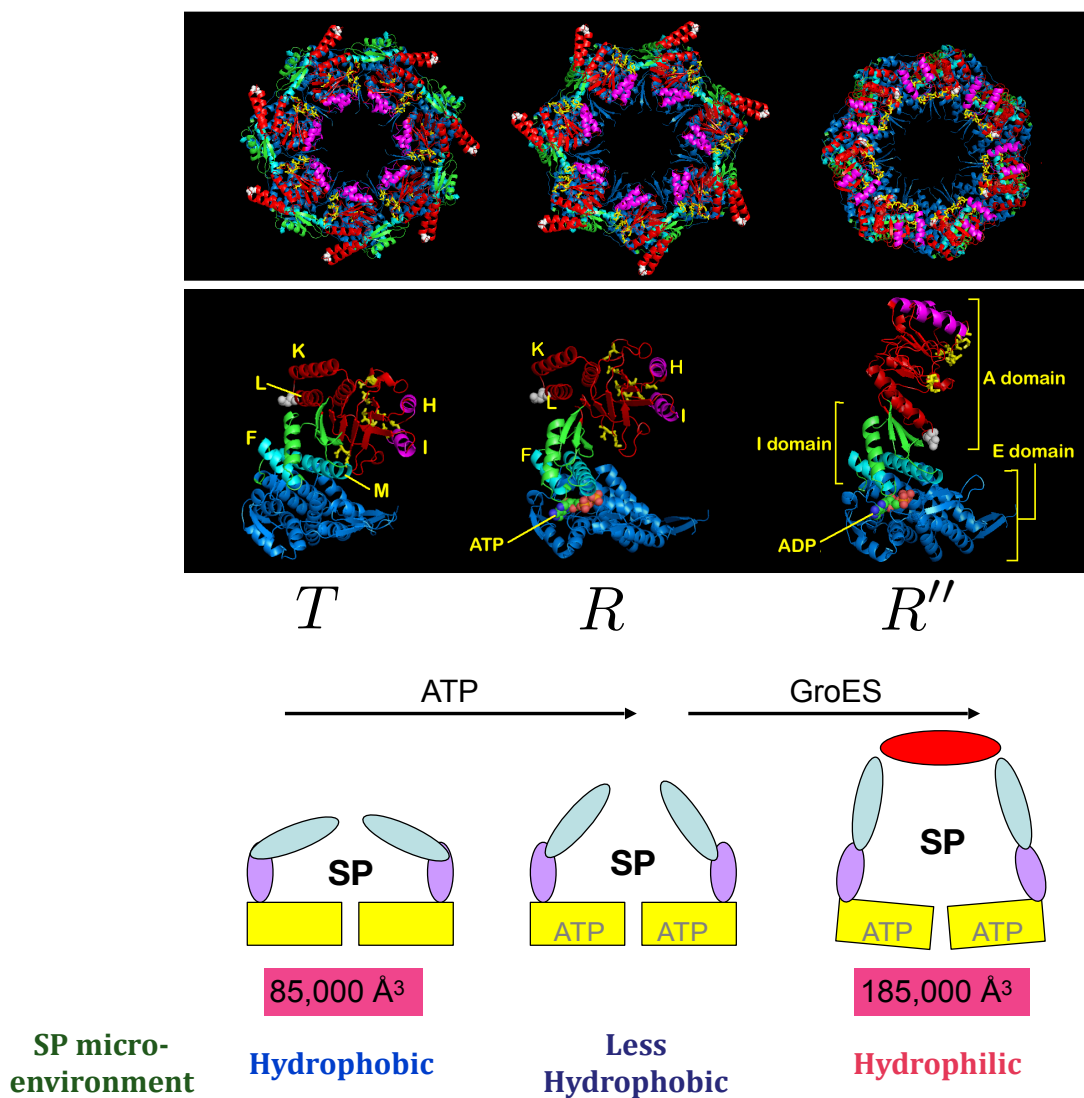 K
L
F
H
I
M
K
L
F
H
I
ATP
A domain
I domain
E domain
ADP
T
R
R′′
ATP
GroES
SP
SP
SP
ATP
ATP
ATP
ATP
85,000 Å³
185,000 Å³
SP micro-
environment
Hydrophobic
Less
Hydrophobic
Hydrophilic